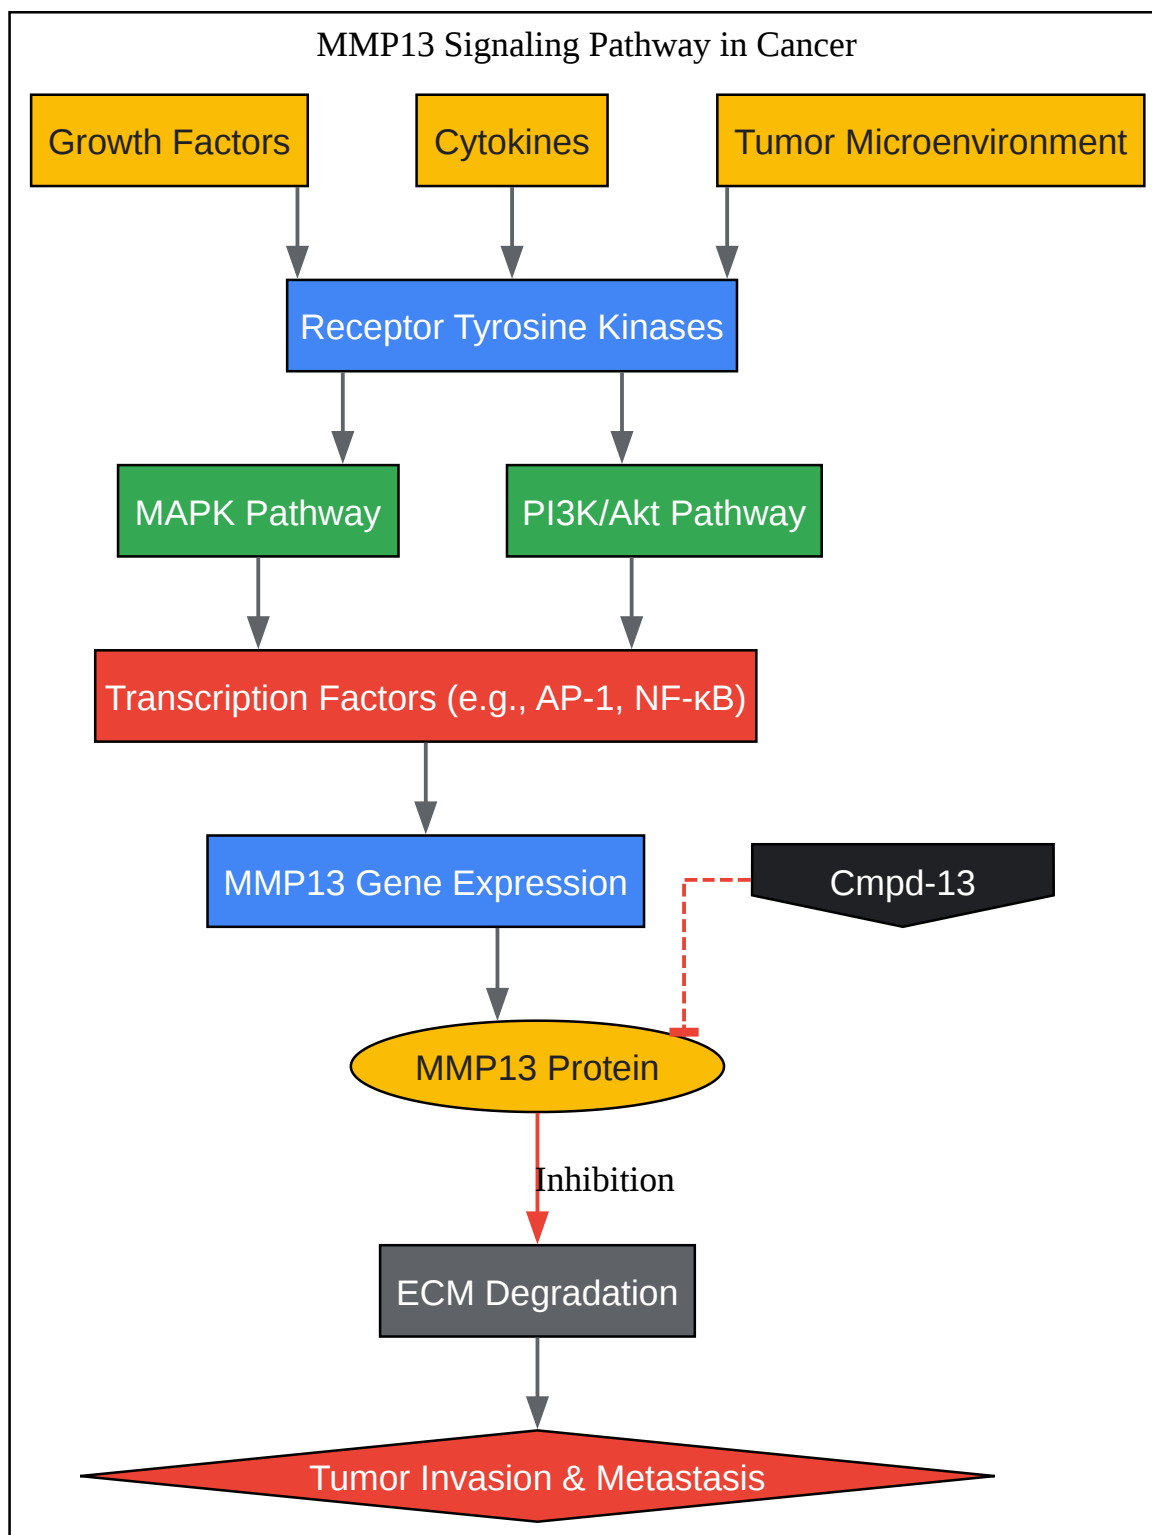 MMP13 Signaling Pathway in Cancer
Growth Factors
Cytokines
Tumor Microenvironment
Receptor Tyrosine Kinases
MAPK Pathway
PI3K/Akt Pathway
Transcription Factors (e.g., AP-1, NF-κB)
MMP13 Gene Expression
Cmpd-13
MMP13 Protein
Inhibition
ECM Degradation
Tumor Invasion & Metastasis